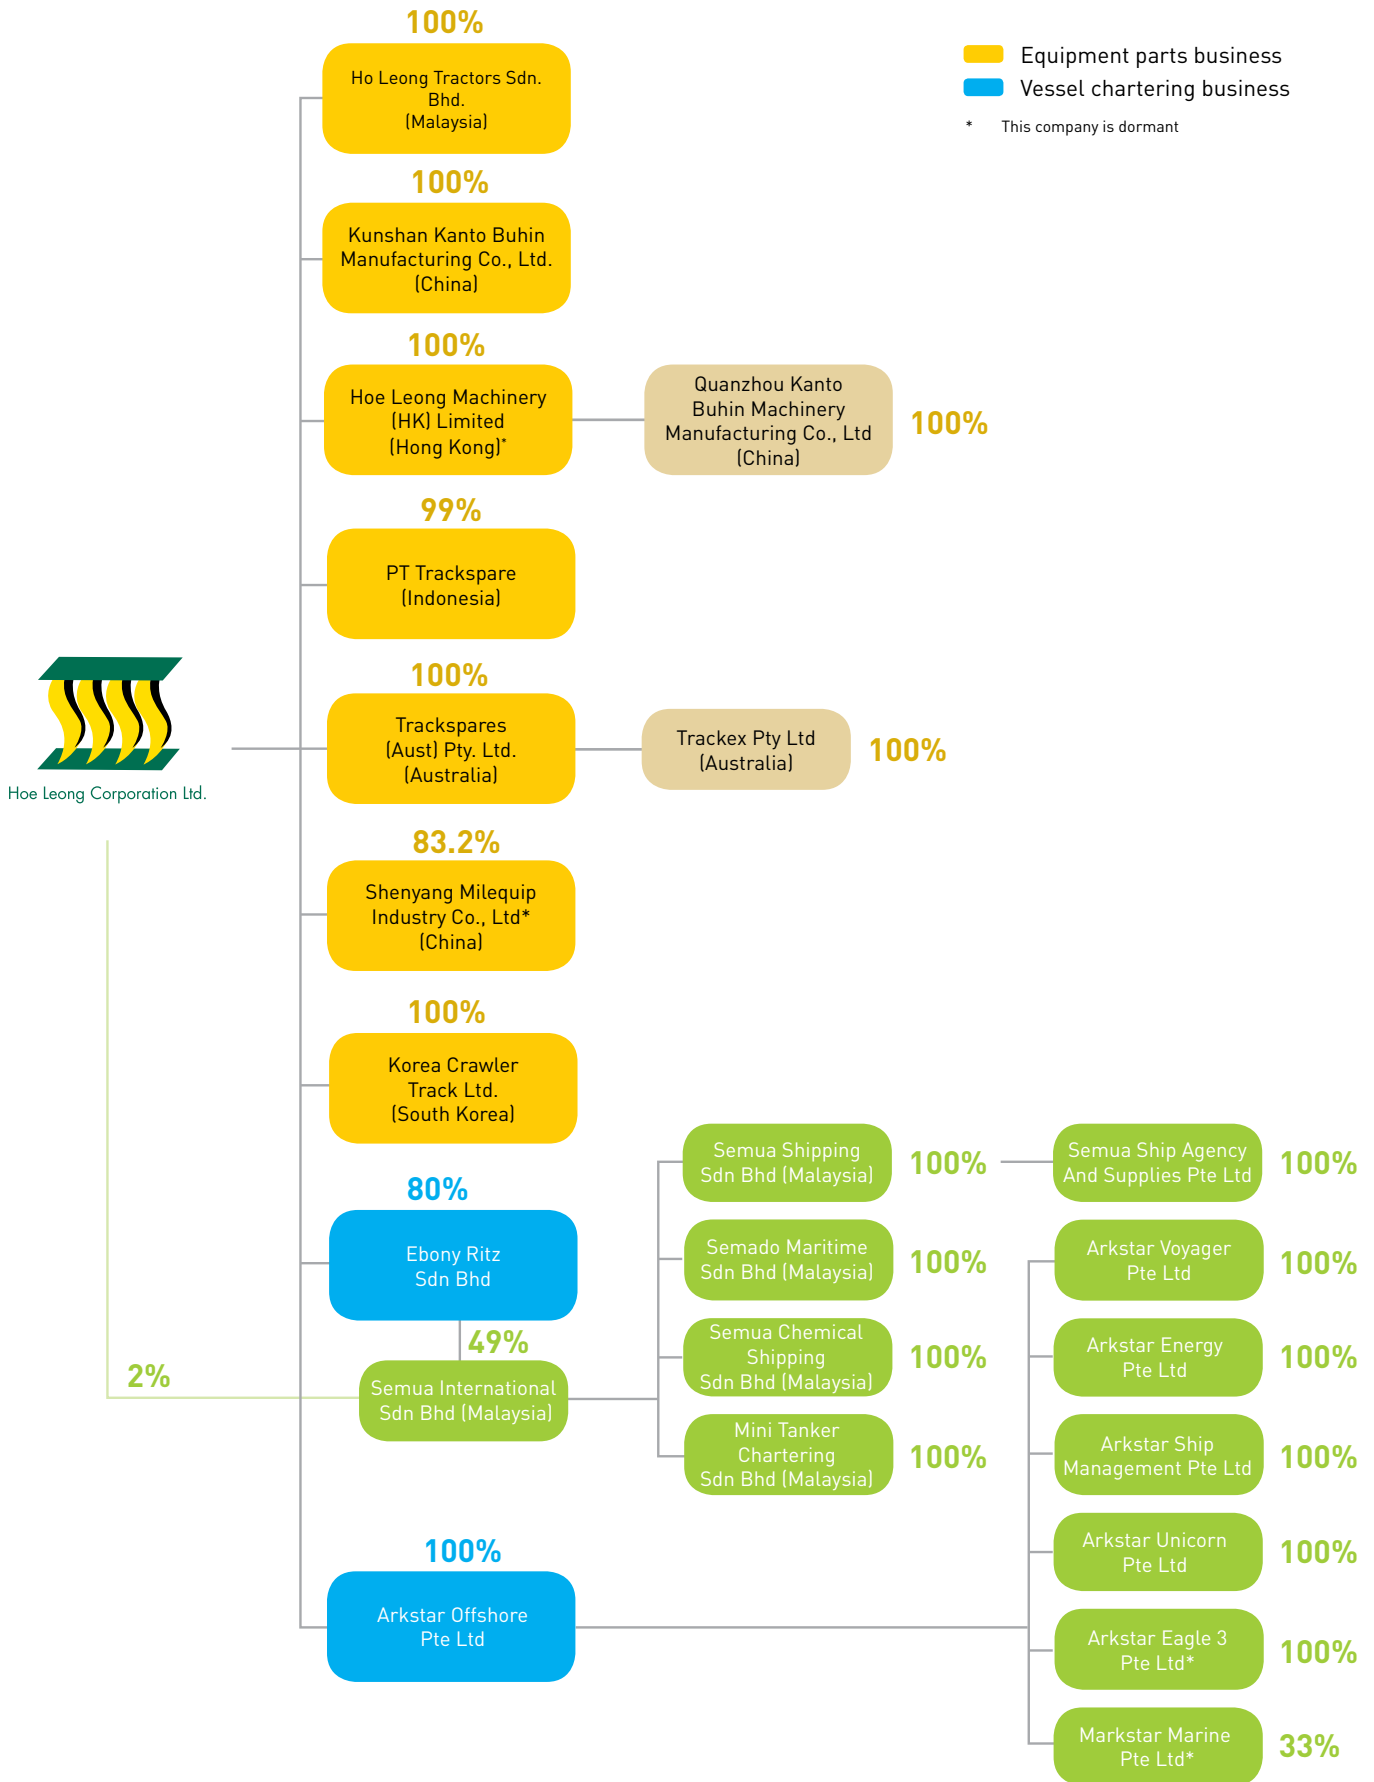 100%
Ho Leong Tractors Sdn.
Bhd.
(Malaysia)
Equipment parts business
Vessel chartering business
* This company is dormant
100%
Kunshan Kanto Buhin
Manufacturing Co., Ltd.
(China)
100%
Hoe Leong Machinery
(HK) Limited
(Hong Kong)*
Quanzhou Kanto
Buhin Machinery
Manufacturing Co., Ltd
(China)
100%
99%
PT Trackspare
(Indonesia)
Hoe Leong Corporation Ltd.
100%
Trackspares
(Aust) Pty. Ltd.
(Australia)
Trackex Pty Ltd
(Australia)
100%
83.2%
Shenyang Milequip
Industry Co., Ltd*
(China)
100%
Korea Crawler
Track Ltd.
(South Korea)
80%
Ebony Ritz
Sdn Bhd
49%
2%
Semua International
Sdn Bhd (Malaysia)
Semua Shipping
Sdn Bhd (Malaysia)
100%
Semua Ship Agency
And Supplies Pte Ltd
100%
Semado Maritime
Sdn Bhd (Malaysia)
100%
Semua Chemical
Shipping
Sdn Bhd (Malaysia)
100%
Mini Tanker
Chartering
Sdn Bhd (Malaysia)
100%
100%
Arkstar Offshore
Pte Ltd
Arkstar Voyager
Pte Ltd
100%
Arkstar Energy
Pte Ltd
100%
Arkstar Ship
Management Pte Ltd
100%
Arkstar Unicorn
Pte Ltd
100%
Arkstar Eagle 3
Pte Ltd*
100%
Markstar Marine
Pte Ltd*
33%